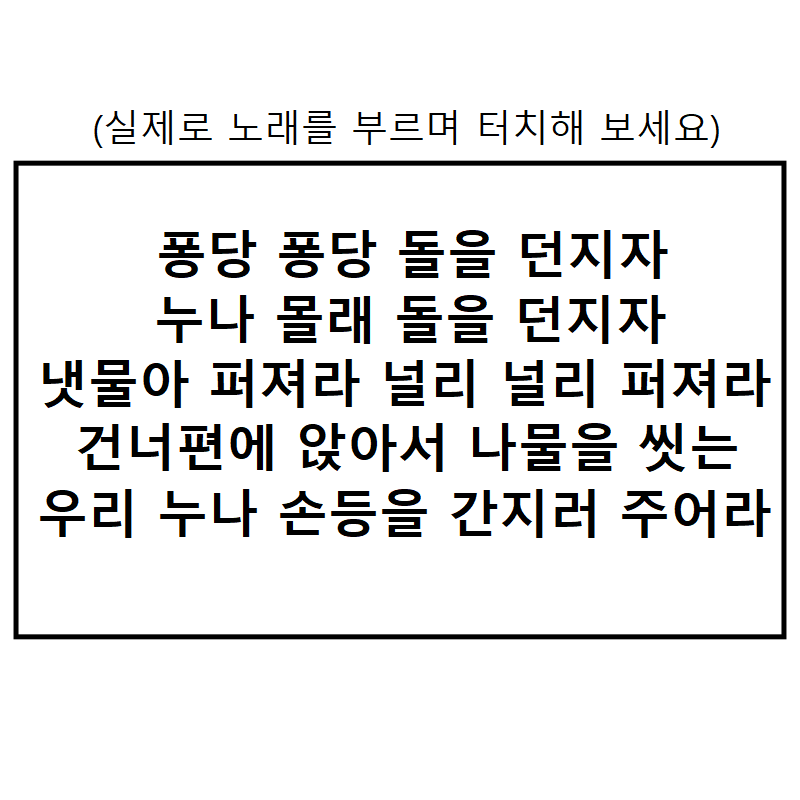 (실제로 노래를 부르며 터치해 보세요)
퐁당 퐁당 돌을 던지자
누나 몰래 돌을 던지자
냇물아 퍼져라 널리 널리 퍼져라
건너편에 앉아서 나물을 씻는
우리 누나 손등을 간지러 주어라